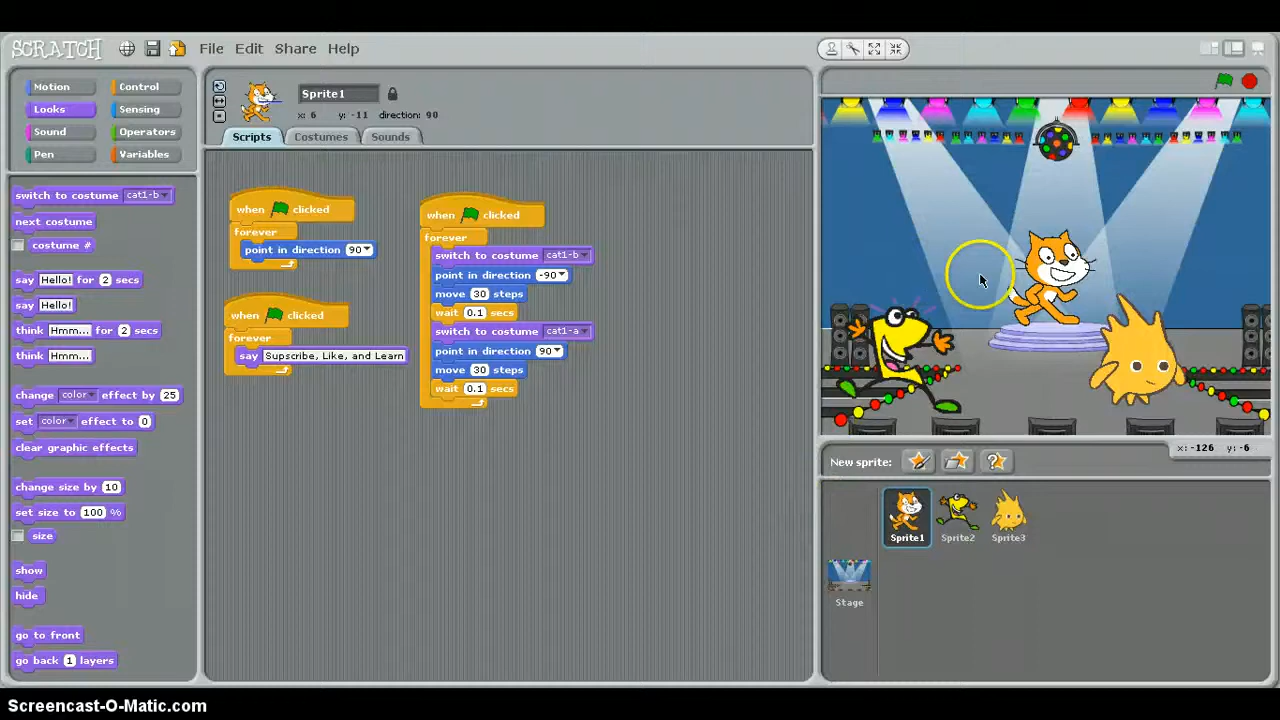 SCRATCH File Edit Share Help
Motion Control
Looks Sensing
Sound Operators
Pen Variables
switch to costume cat1-b
next costume
costume #
say Hello! for 2 secs
say Hello!
think Hmm... for 2 secs
think Hmm...
change color effect by 25
set color effect to 0
clear graphic effects
change size by 10
set size to 100 %
size
show
hide
go to front
go back 1 layers
Sprite1
x: 6 y: -11 direction: 90
Scripts Costumes Sounds
when clicked
forever
point in direction 90
when clicked
forever
say Supscribe, Like, and Learn
when clicked
forever
switch to costume cat1-b
point in direction -90
move 30 steps
wait 0.1 secs
switch to costume cat1-a
point in direction 90
move 30 steps
wait 0.1 secs
x: -126 y: -6
New sprite:
Sprite1 Sprite2 Sprite3
Stage
Screencast-O-Matic.com